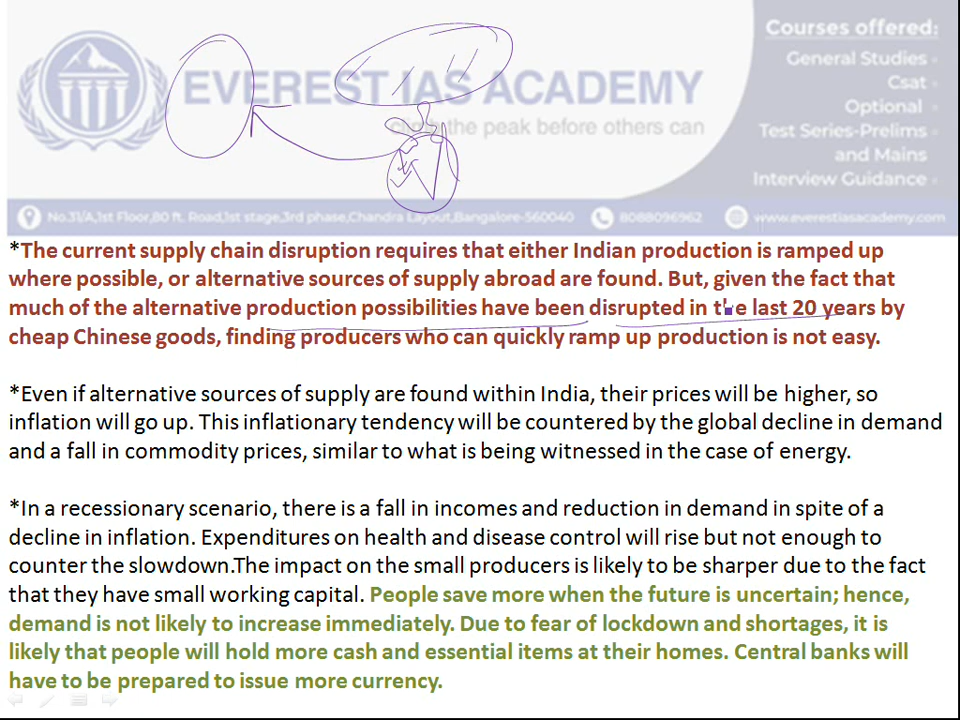 Courses offered:
General Studies
Csat
EVEREST IAS ACADEMY
Optional
climb the peak before others can
Test Series-Prelims
and Mains
Interview Guidance
No.31/A,1st Floor,80 ft. Road,1st stage,3rd phase,Chandra Layout,Bangalore-560040 8088096962 www.everestiasacademy.com
*The current supply chain disruption requires that either Indian production is ramped up
where possible, or alternative sources of supply abroad are found. But, given the fact that
much of the alternative production possibilities have been disrupted in the last 20 years by
cheap Chinese goods, finding producers who can quickly ramp up production is not easy.
*Even if alternative sources of supply are found within India, their prices will be higher, so
inflation will go up. This inflationary tendency will be countered by the global decline in demand
and a fall in commodity prices, similar to what is being witnessed in the case of energy.
*In a recessionary scenario, there is a fall in incomes and reduction in demand in spite of a
decline in inflation. Expenditures on health and disease control will rise but not enough to
counter the slowdown.The impact on the small producers is likely to be sharper due to the fact
that they have small working capital. People save more when the future is uncertain; hence,
demand is not likely to increase immediately. Due to fear of lockdown and shortages, it is
likely that people will hold more cash and essential items at their homes. Central banks will
have to be prepared to issue more currency.